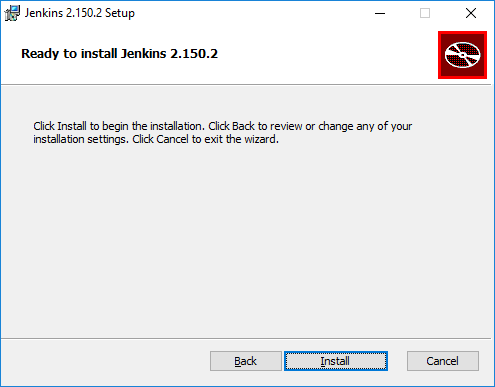 Jenkins 2.150.2 Setup
Ready to install Jenkins 2.150.2
Click Install to begin the installation. Click Back to review or change any of your
installation settings. Click Cancel to exit the wizard.
Back Install Cancel